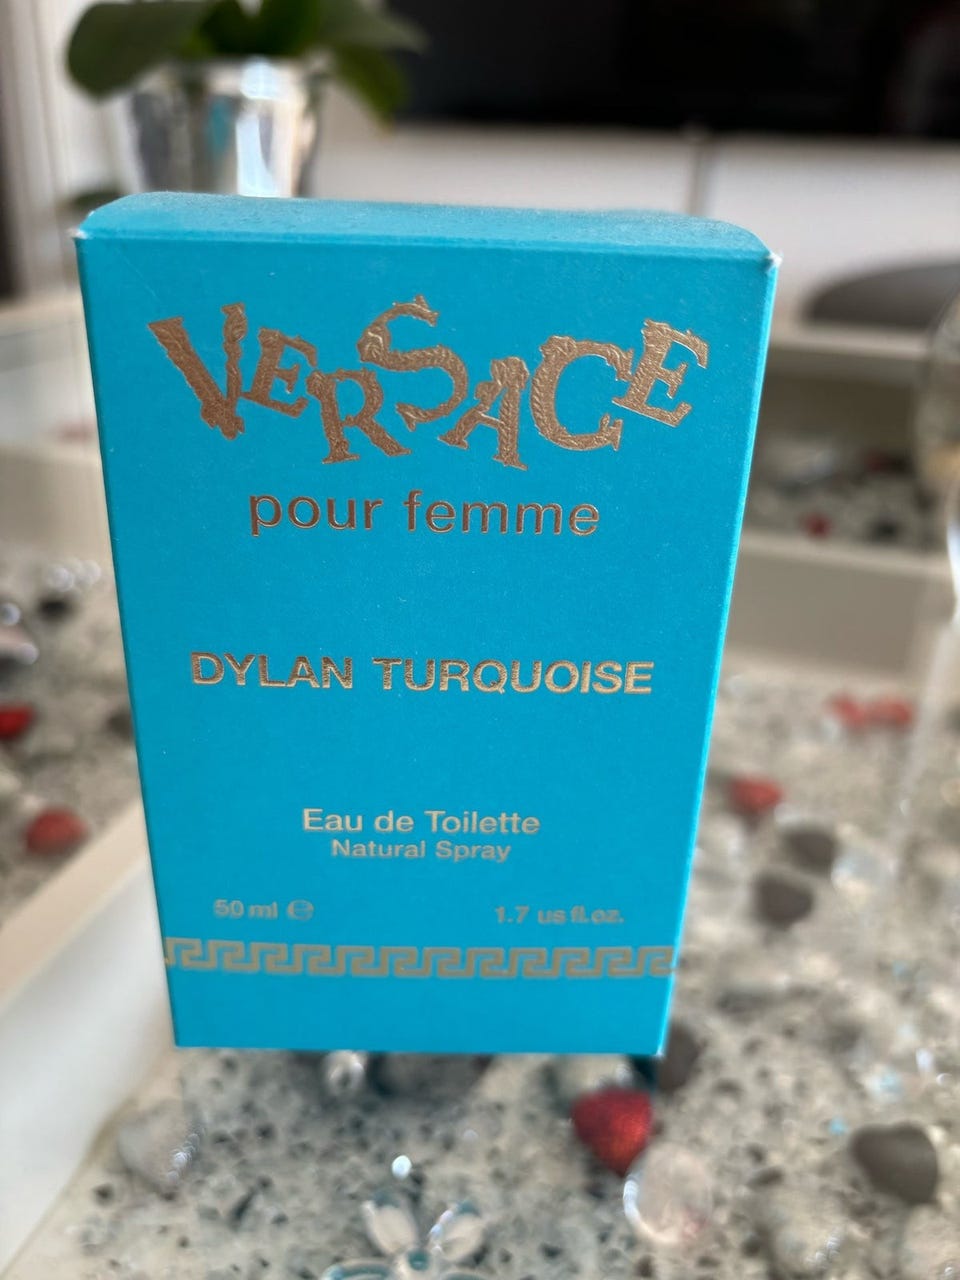 VERSACE
pour femme
DYLAN TURQUOISE
Eau de Toilette
Natural Spray
50 ml ℮ 1.7 us fl.oz.